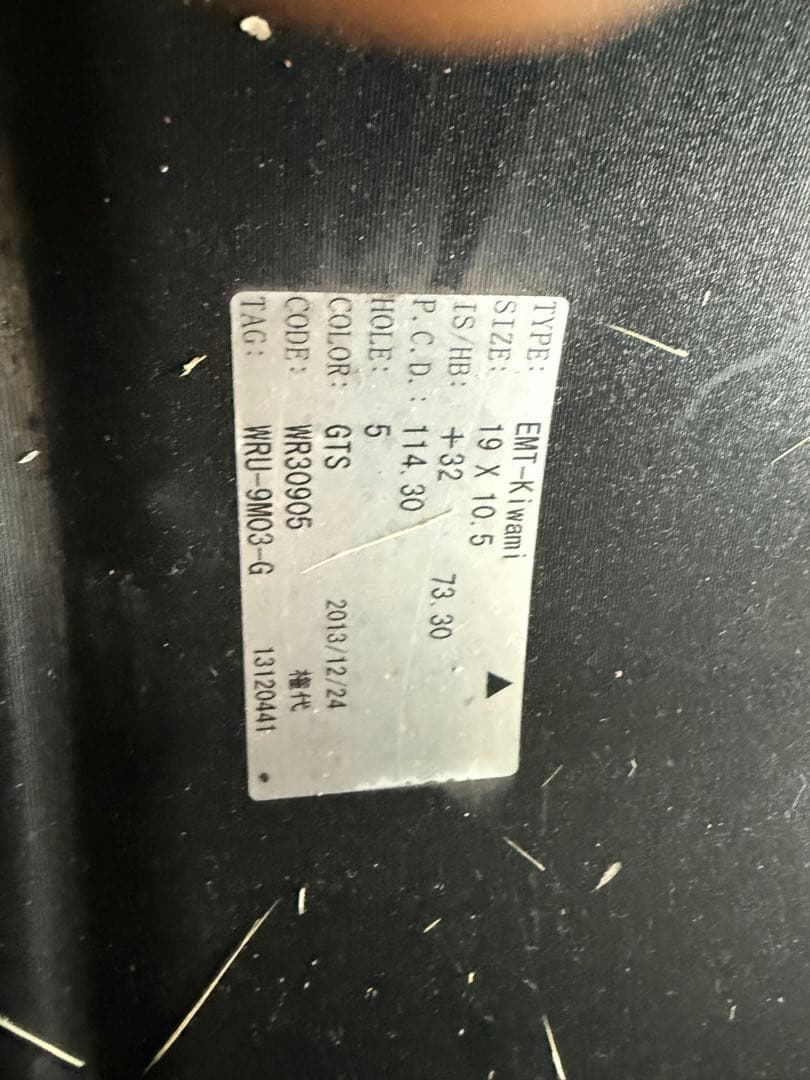 TYPE: EMT-Kiwami
SIZE: 19 X 10.5 ▲
IS/HB: +32 73.30
P.C.D.: 114.30
HOLE: 5
COLOR: GTS 2013/12/24
CODE: WR30905 権代
TAG: WRU-9M03-G 13120441